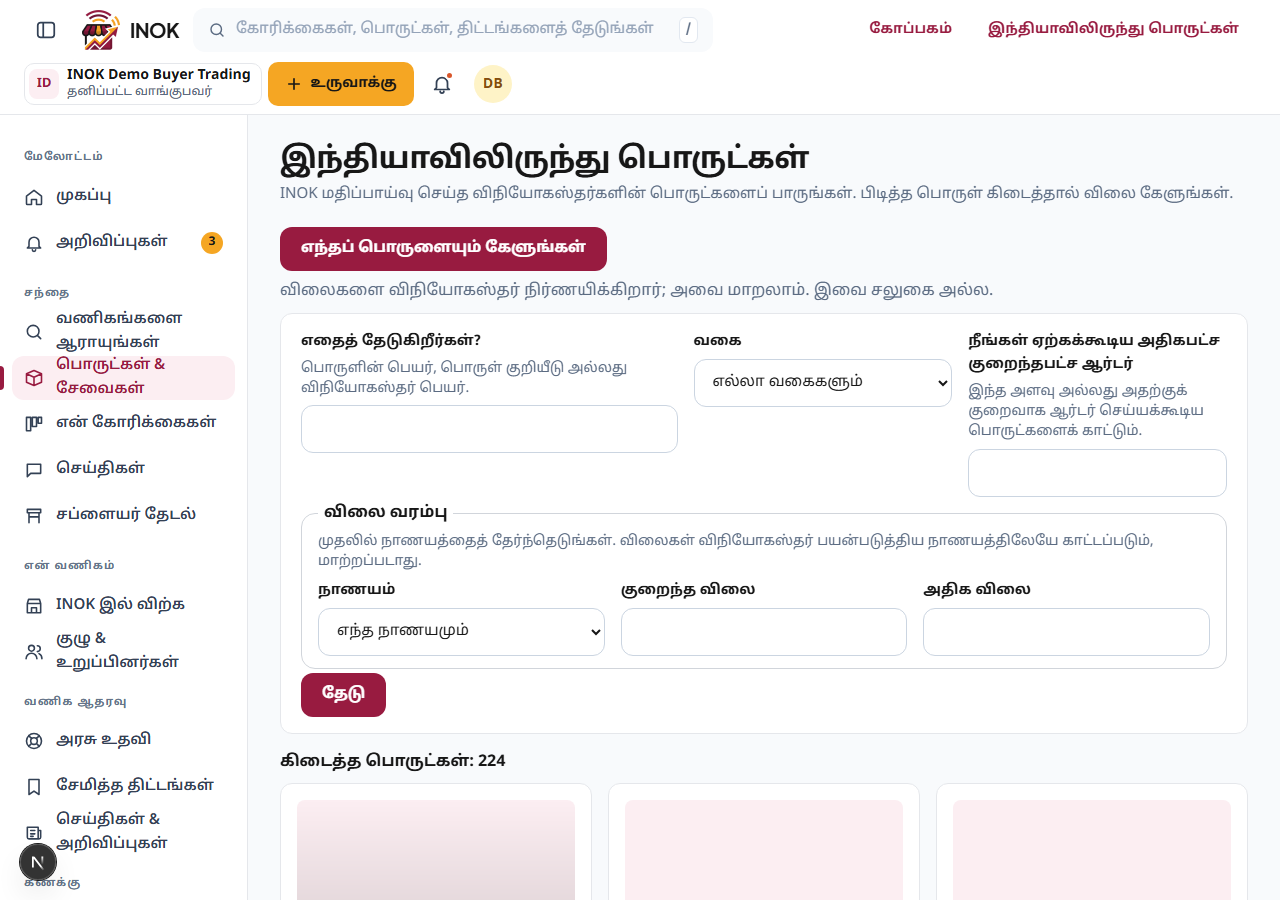 INOK
கோரிக்கைகள், பொருட்கள், திட்டங்களைத் தேடுங்கள்
/
கோப்பகம்
இந்தியாவிலிருந்து பொருட்கள்
ID
INOK Demo Buyer Trading
தனிப்பட்ட வாங்குபவர்
+ உருவாக்கு
DB
மேலோட்டம்
முகப்பு
அறிவிப்புகள்
3
சந்தை
வணிகங்களை
ஆராயுங்கள்
பொருட்கள் &
சேவைகள்
என் கோரிக்கைகள்
செய்திகள்
சப்ளையர் தேடல்
என் வணிகம்
INOK இல் விற்க
குழு &
உறுப்பினர்கள்
வணிக ஆதரவு
அரசு உதவி
சேமித்த திட்டங்கள்
செய்திகள் &
அறிவிப்புகள்
N
கணக்கு
இந்தியாவிலிருந்து பொருட்கள்
INOK மதிப்பாய்வு செய்த விநியோகஸ்தர்களின் பொருட்களைப் பாருங்கள். பிடித்த பொருள் கிடைத்தால் விலை கேளுங்கள்.
எந்தப் பொருளையும் கேளுங்கள்
விலைகளை விநியோகஸ்தர் நிர்ணயிக்கிறார்; அவை மாறலாம். இவை சலுகை அல்ல.
எதைத் தேடுகிறீர்கள்?
பொருளின் பெயர், பொருள் குறியீடு அல்லது
விநியோகஸ்தர் பெயர்.
வகை
எல்லா வகைகளும்
நீங்கள் ஏற்கக்கூடிய அதிகபட்ச
குறைந்தபட்ச ஆர்டர்
இந்த அளவு அல்லது அதற்குக்
குறைவாக ஆர்டர் செய்யக்கூடிய
பொருட்களைக் காட்டும்.
விலை வரம்பு
முதலில் நாணயத்தைத் தேர்ந்தெடுங்கள். விலைகள் விநியோகஸ்தர் பயன்படுத்திய நாணயத்திலேயே காட்டப்படும்,
மாற்றப்படாது.
நாணயம்
எந்த நாணயமும்
குறைந்த விலை
அதிக விலை
தேடு
கிடைத்த பொருட்கள்: 224